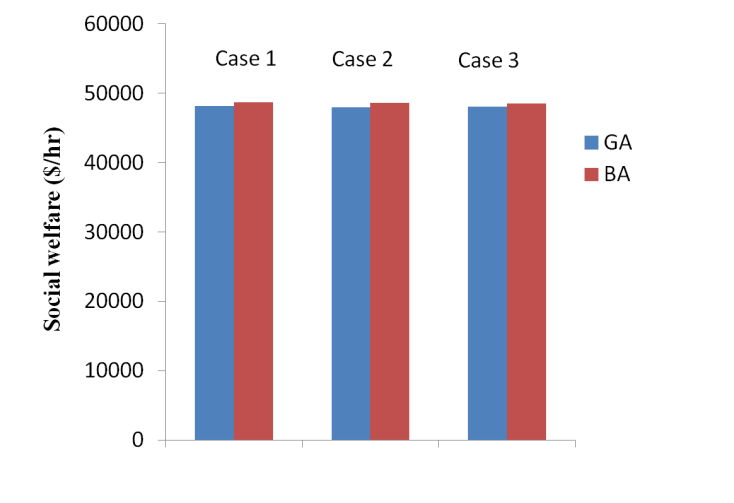 60000
50000
40000
30000
20000
10000
0
Social welfare ($/hr)
Case 1
Case 2
Case 3
GA
BA